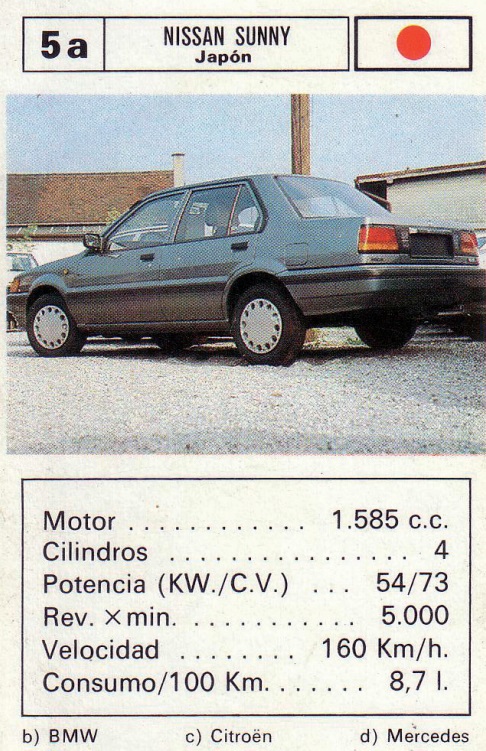 5a
NISSAN SUNNY
Japón
Motor . . . . . . . . . . . . 1.585 c.c.
Cilindros . . . . . . . . . . . . . . . . 4
Potencia (KW./C.V.) . . . 54/73
Rev. × min. . . . . . . . . . . . 5.000
Velocidad . . . . . . . . 160 Km/h.
Consumo/100 Km. . . . . . . . 8,7 l.
b) BMW c) Citroën d) Mercedes